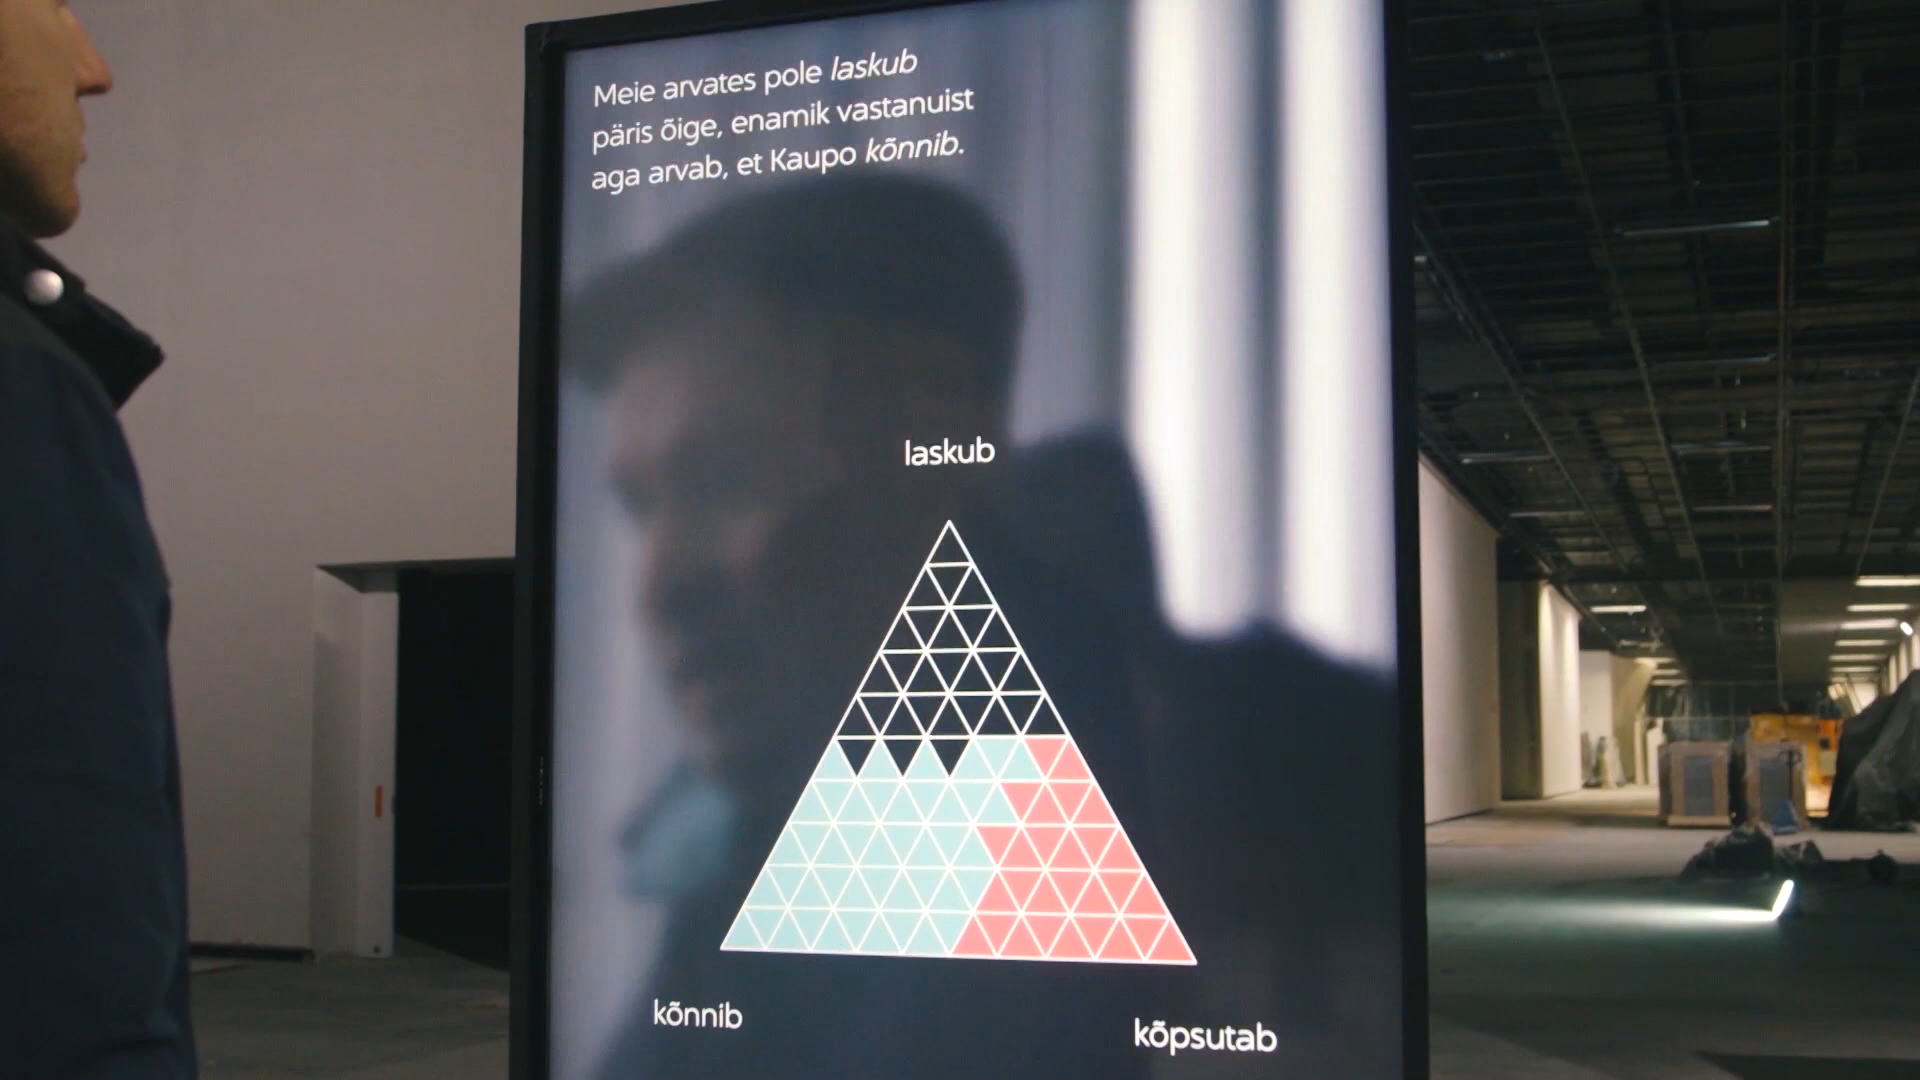 Meie arvates pole laskub
päris õige, enamik vastanuist
aga arvab, et Kaupo kõnnib.
laskub
kõnnib
kõpsutab